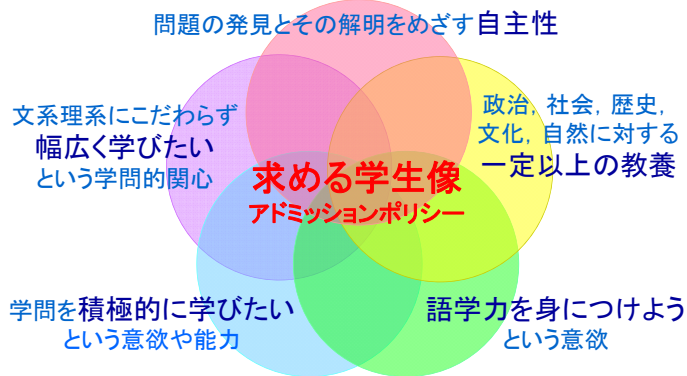 問題の発見とその解明をめざす自主性
文系理系にこだわらず
幅広く学びたい
という学問的関心
政治, 社会, 歴史,
文化, 自然に対する
一定以上の教養
求める学生像
アドミッションポリシー
学問を積極的に学びたい
という意欲や能力
語学力を身につけよう
という意欲